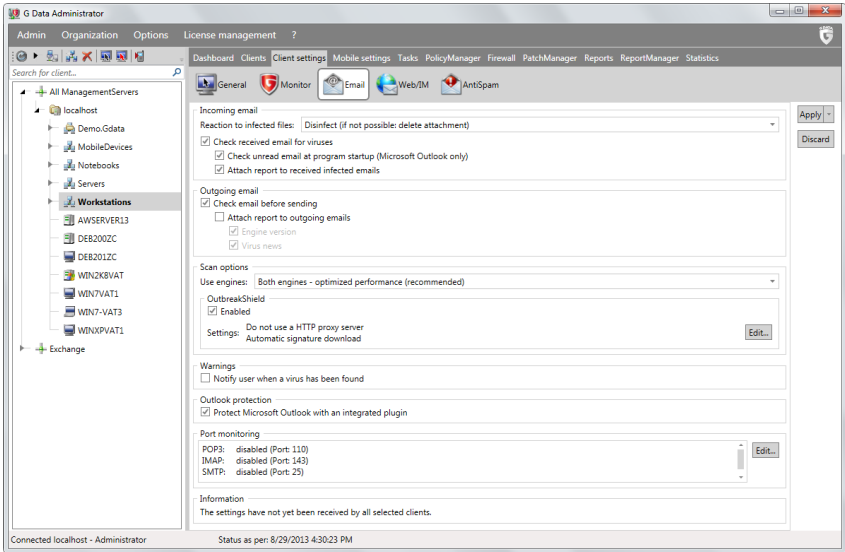 G Data Administrator
Admin Organization Options License management ?
Search for client...
All ManagementServers
localhost
Demo.Gdata
MobileDevices
Notebooks
Servers
Workstations
AWSERVER13
DEB200ZC
DEB201ZC
WIN2K8VAT
WIN7VAT1
WIN7-VAT3
WINXPVAT1
Exchange
Dashboard Clients Client settings Mobile settings Tasks PolicyManager Firewall PatchManager Reports ReportManager Statistics
General Monitor Email Web/IM AntiSpam
Incoming email
Reaction to infected files: Disinfect (if not possible: delete attachment)
Check received email for viruses
Check unread email at program startup (Microsoft Outlook only)
Attach report to received infected emails
Outgoing email
Check email before sending
Attach report to outgoing emails
Engine version
Virus news
Scan options
Use engines: Both engines - optimized performance (recommended)
OutbreakShield
Enabled
Settings: Do not use a HTTP proxy server
Automatic signature download
Edit...
Warnings
Notify user when a virus has been found
Outlook protection
Protect Microsoft Outlook with an integrated plugin
Port monitoring
POP3: disabled (Port: 110)
IMAP: disabled (Port: 143)
SMTP: disabled (Port: 25)
Edit...
Information
The settings have not yet been received by all selected clients.
Apply
Discard
Connected localhost - Administrator
Status as per: 8/29/2013 4:30:23 PM